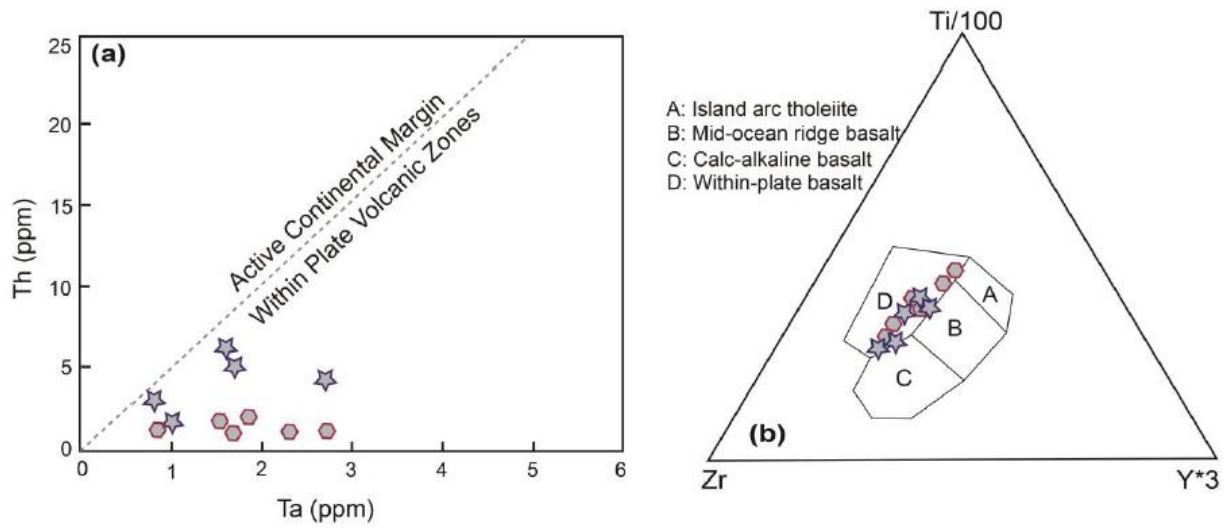 (a)
Th (ppm)
25
20
15
10
5
0
0 1 2 3 4 5 6
Ta (ppm)
Active Continental Margin
Within Plate Volcanic Zones
Ti/100
A: Island arc tholeiite
B: Mid-ocean ridge basalt
C: Calc-alkaline basalt
D: Within-plate basalt
D
A
B
C
(b)
Zr
Y*3